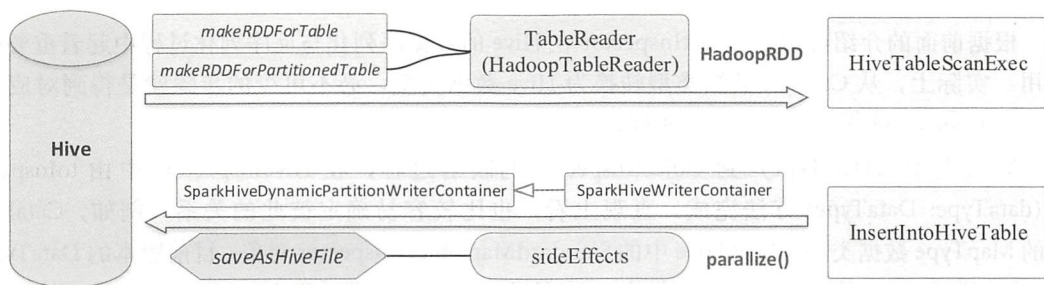 makeRDDForTable
makeRDDForPartitionedTable
TableReader
(HadoopTableReader)
HadoopRDD
HiveTableScanExec
Hive
SparkHiveDynamicPartitionWriterContainer
SparkHiveWriterContainer
InsertIntoHiveTable
saveAsHiveFile
sideEffects
parallize()